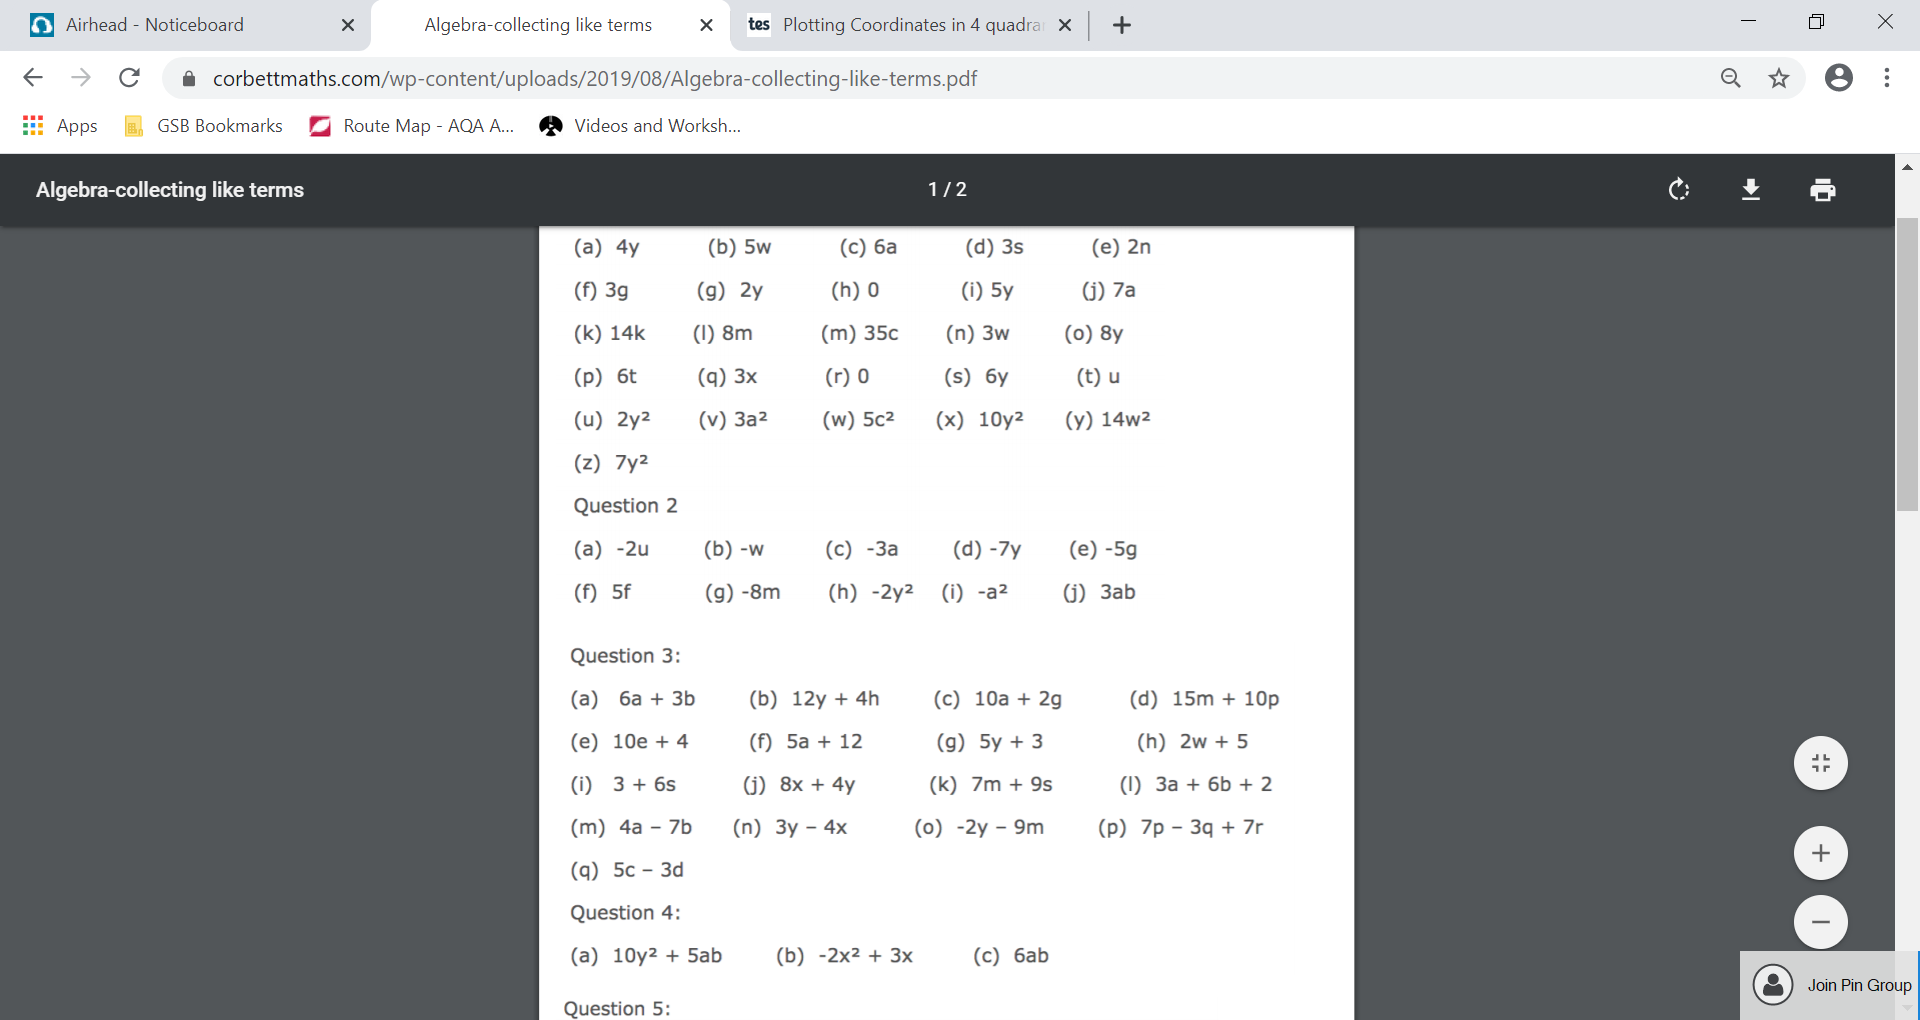 Airhead - Noticeboard
Algebra-collecting like terms
tes Plotting Coordinates in 4 quadra
corbettmaths.com/wp-content/uploads/2019/08/Algebra-collecting-like-terms.pdf
Apps GSB Bookmarks Route Map - AQA A... Videos and Worksh...
Algebra-collecting like terms 1 / 2
(a) 4y (b) 5w (c) 6a (d) 3s (e) 2n
(f) 3g (g) 2y (h) 0 (i) 5y (j) 7a
(k) 14k (l) 8m (m) 35c (n) 3w (o) 8y
(p) 6t (q) 3x (r) 0 (s) 6y (t) u
(u) 2y² (v) 3a² (w) 5c² (x) 10y² (y) 14w²
(z) 7y²
Question 2
(a) -2u (b) -w (c) -3a (d) -7y (e) -5g
(f) 5f (g) -8m (h) -2y² (i) -a² (j) 3ab
Question 3:
(a) 6a + 3b (b) 12y + 4h (c) 10a + 2g (d) 15m + 10p
(e) 10e + 4 (f) 5a + 12 (g) 5y + 3 (h) 2w + 5
(i) 3 + 6s (j) 8x + 4y (k) 7m + 9s (l) 3a + 6b + 2
(m) 4a – 7b (n) 3y – 4x (o) -2y – 9m (p) 7p – 3q + 7r
(q) 5c – 3d
Question 4:
(a) 10y² + 5ab (b) -2x² + 3x (c) 6ab
Question 5:
Join Pin Group